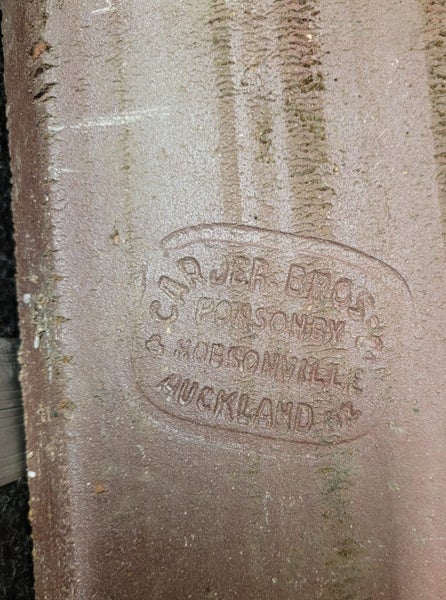 CARDER BROS & Co.
PONSONBY
& HOBSONVILLE
AUCKLAND NZ